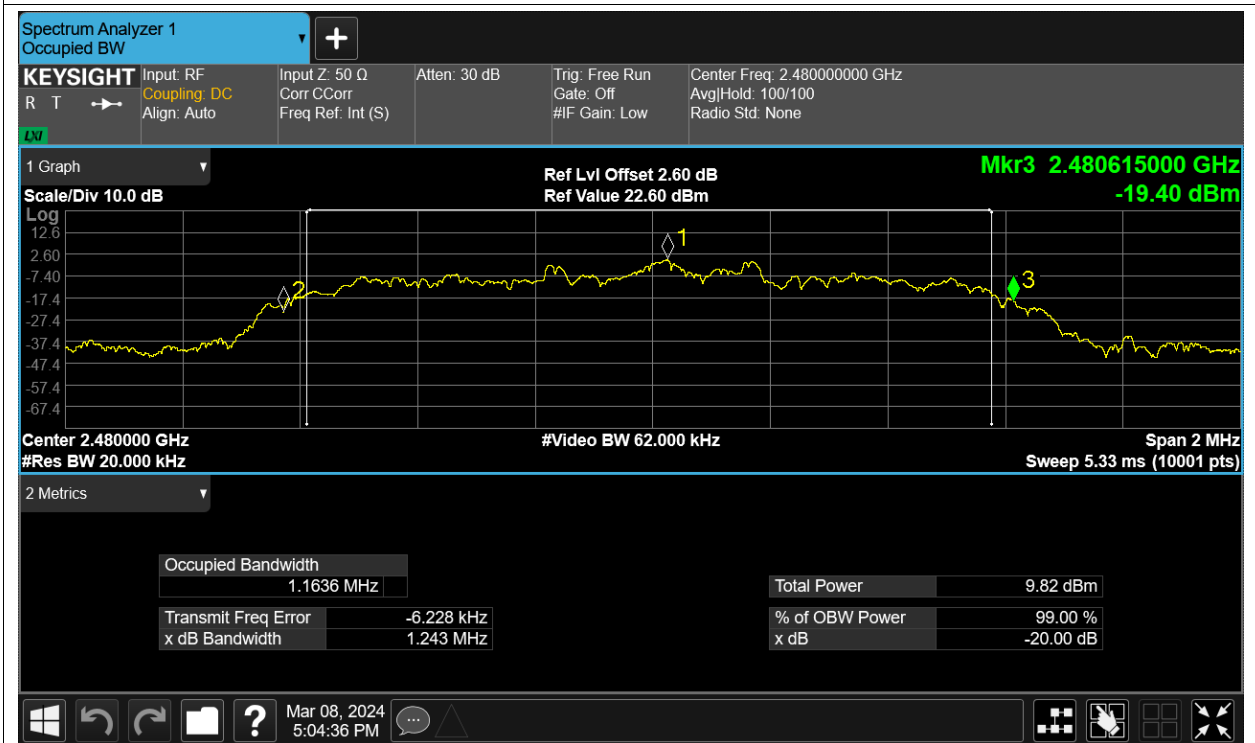 Spectrum Analyzer 1
Occupied BW
+
KEYSIGHT
R T
LXI
Input: RF
Coupling: DC
Align: Auto
Input Z: 50 Ω
Corr CCorr
Freq Ref: Int (S)
Atten: 30 dB
Trig: Free Run
Gate: Off
#IF Gain: Low
Center Freq: 2.480000000 GHz
Avg|Hold: 100/100
Radio Std: None
1 Graph
Scale/Div 10.0 dB
Ref Lvl Offset 2.60 dB
Ref Value 22.60 dBm
Mkr3 2.480615000 GHz
-19.40 dBm
Log
12.6
2.60
-7.40
-17.4
-27.4
-37.4
-47.4
-57.4
-67.4
1
2
3
Center 2.480000 GHz
#Video BW 62.000 kHz
Span 2 MHz
#Res BW 20.000 kHz
Sweep 5.33 ms (10001 pts)
2 Metrics
Occupied Bandwidth
1.1636 MHz
Total Power 9.82 dBm
Transmit Freq Error -6.228 kHz
% of OBW Power 99.00 %
x dB Bandwidth 1.243 MHz
x dB -20.00 dB
?
Mar 08, 2024
5:04:36 PM